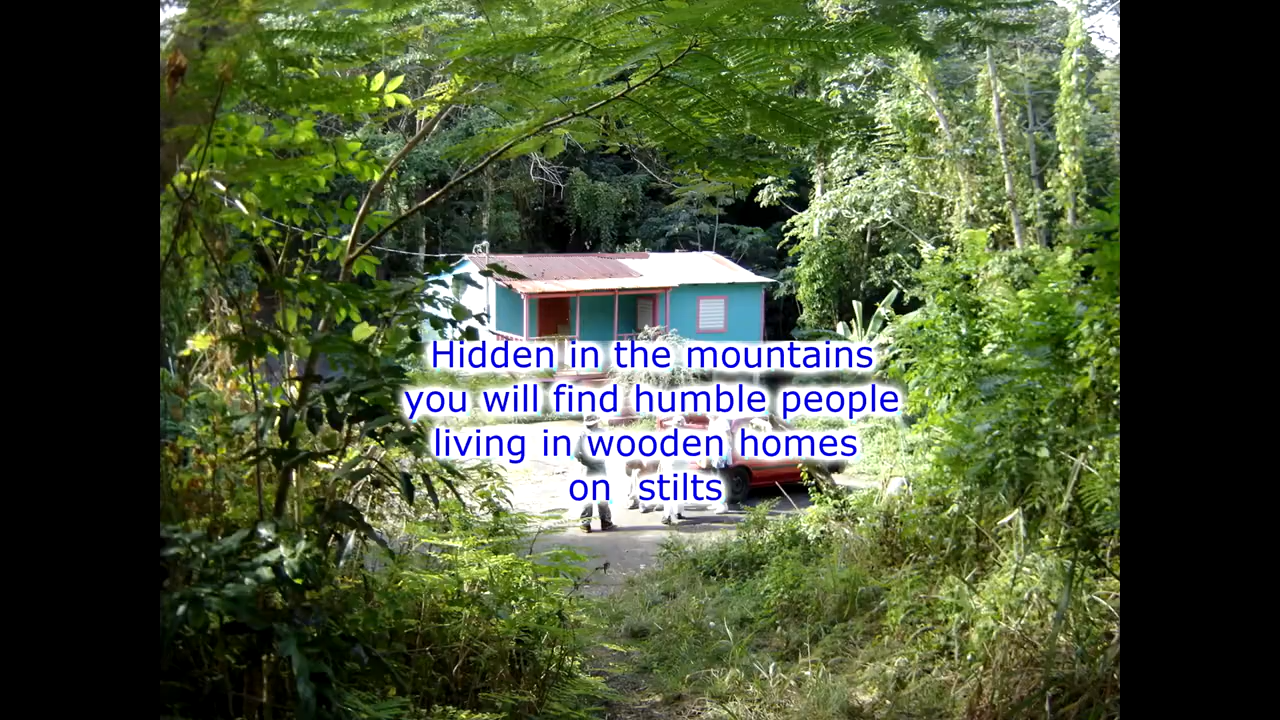 Hidden in the mountains
you will find humble people
living in wooden homes
on stilts